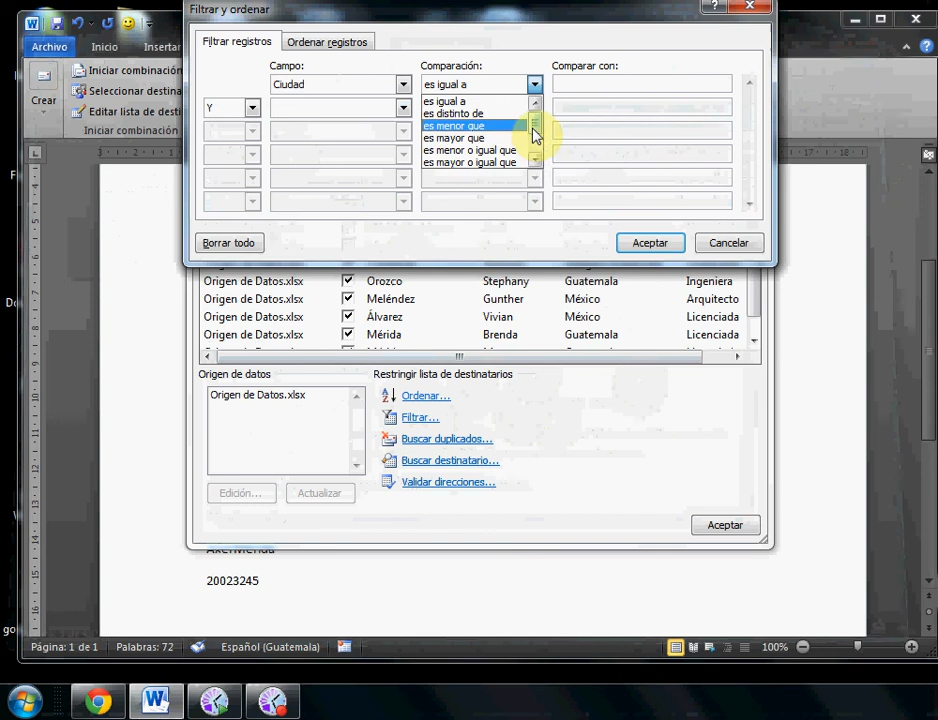 Filtrar y ordenar
Archivo
Inicio
Insertar
Iniciar combinación
Seleccionar destina
Editar lista de dest
Crear
Iniciar combinación
Filtrar registros
Ordenar registros
Campo:
Comparación:
Comparar con:
Ciudad
es igual a
Y
es igual a
es distinto de
es menor que
es mayor que
es menor o igual que
es mayor o igual que
Borrar todo
Aceptar
Cancelar
3
17
18
Origen de Datos.xlsx Orozco Stephany Guatemala Ingeniera
Origen de Datos.xlsx Meléndez Gunther México Arquitecto
Origen de Datos.xlsx Álvarez Vivian México Licenciada
Origen de Datos.xlsx Mérida Brenda Guatemala Licenciada
Origen de datos
Restringir lista de destinatarios
Origen de Datos.xlsx
Ordenar...
Filtrar...
Buscar duplicados...
Buscar destinatario...
Validar direcciones...
Edición...
Actualizar
Aceptar
20023245
Página: 1 de 1
Palabras: 72
Español (Guatemala)
100%